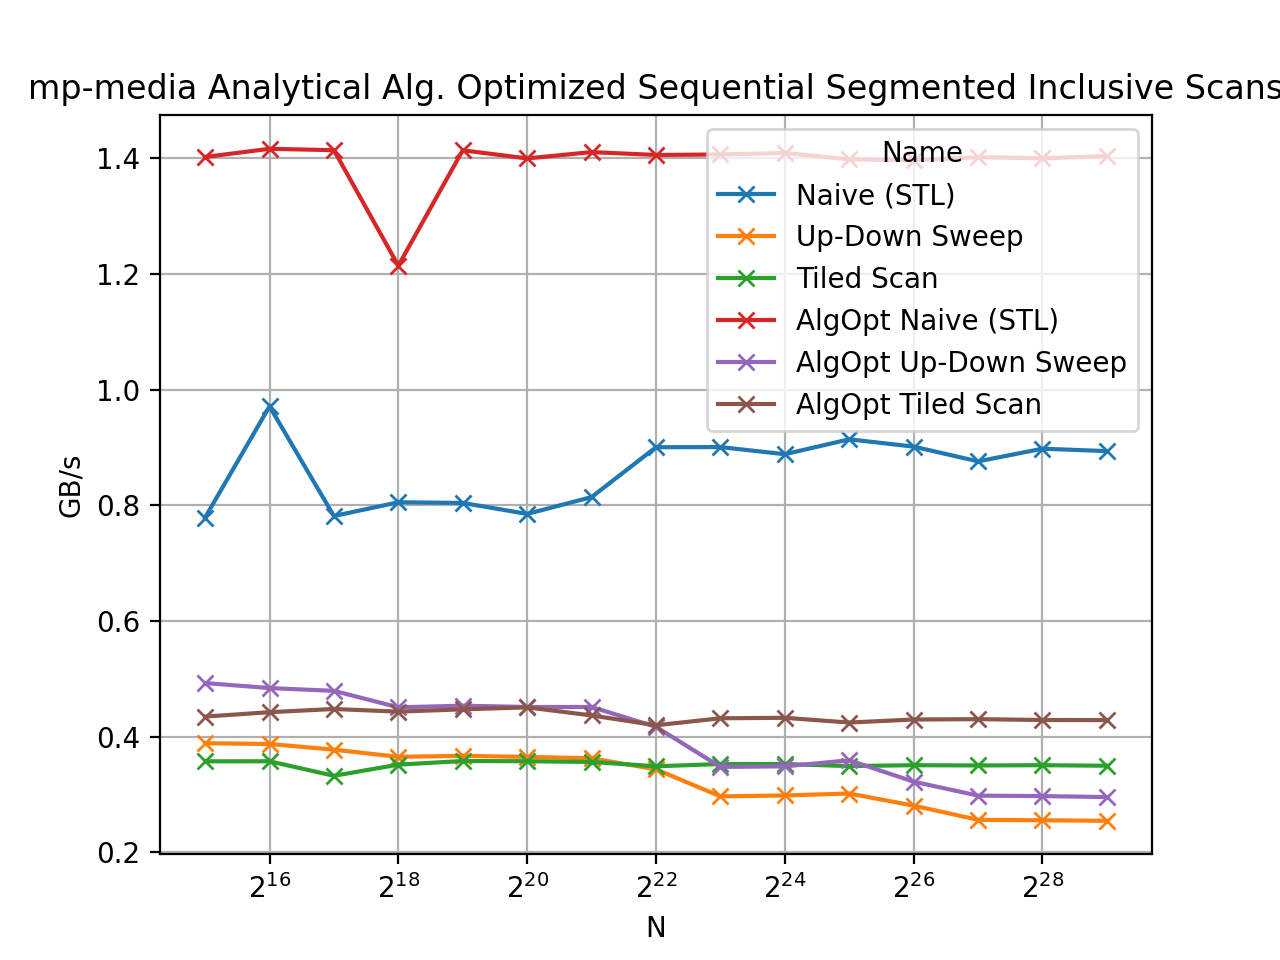 mp-media Analytical Alg. Optimized Sequential Segmented Inclusive Scans
Name
Naive (STL)
Up-Down Sweep
Tiled Scan
AlgOpt Naive (STL)
AlgOpt Up-Down Sweep
AlgOpt Tiled Scan
1.4
1.2
1.0
0.8
0.6
0.4
0.2
GB/s
2^16 2^18 2^20 2^22 2^24 2^26 2^28
N